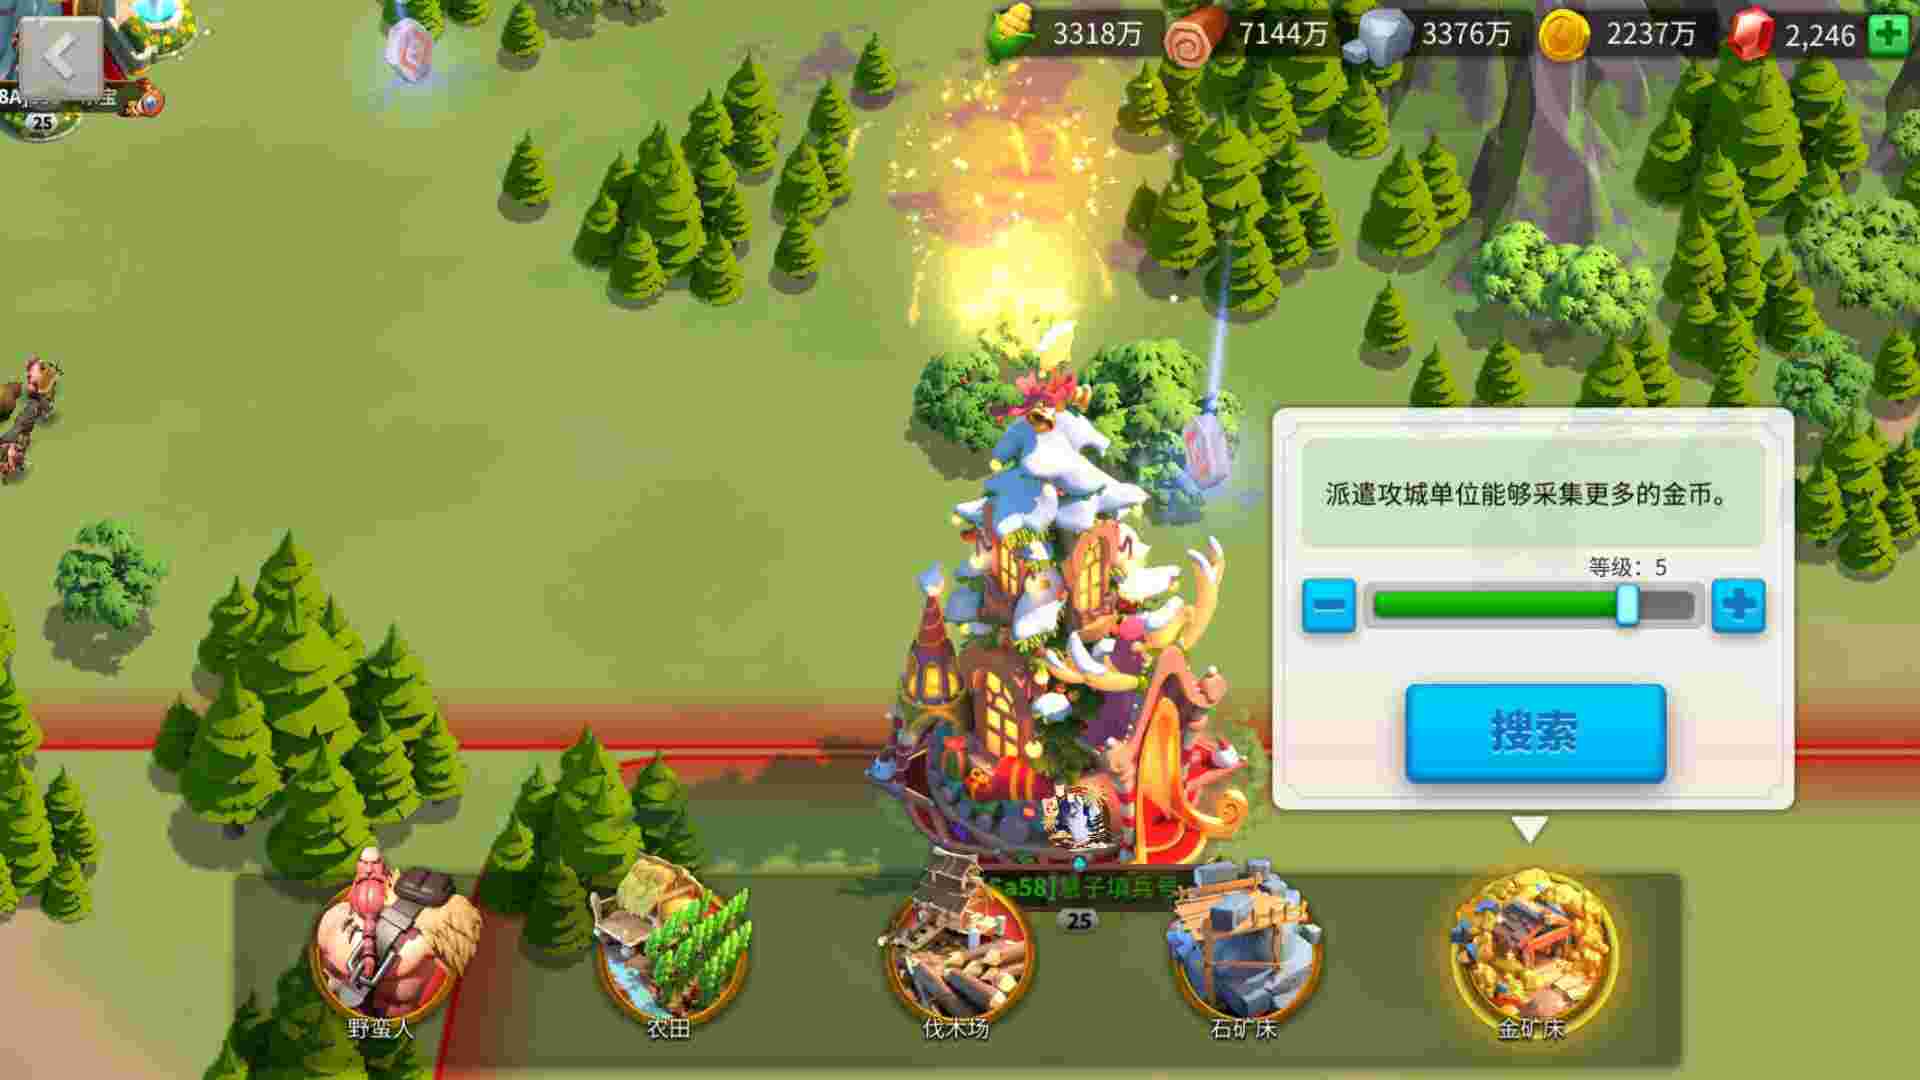 3318万
7144万
3376万
2237万
2,246
25
派遣攻城单位能够采集更多的金币。
等级：5
搜索
25
野蛮人
农田
伐木场
石矿床
金矿床